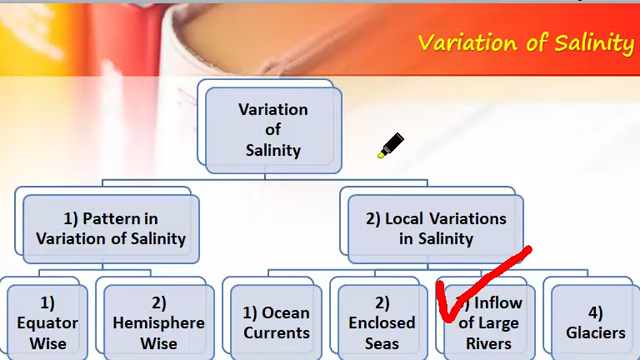 Variation of Salinity
Variation
of
Salinity
1) Pattern in
Variation of Salinity
2) Local Variations
in Salinity
1)
Equator
Wise
2)
Hemisphere
Wise
1) Ocean
Currents
2)
Enclosed
Seas
Inflow
of Large
Rivers
4)
Glaciers